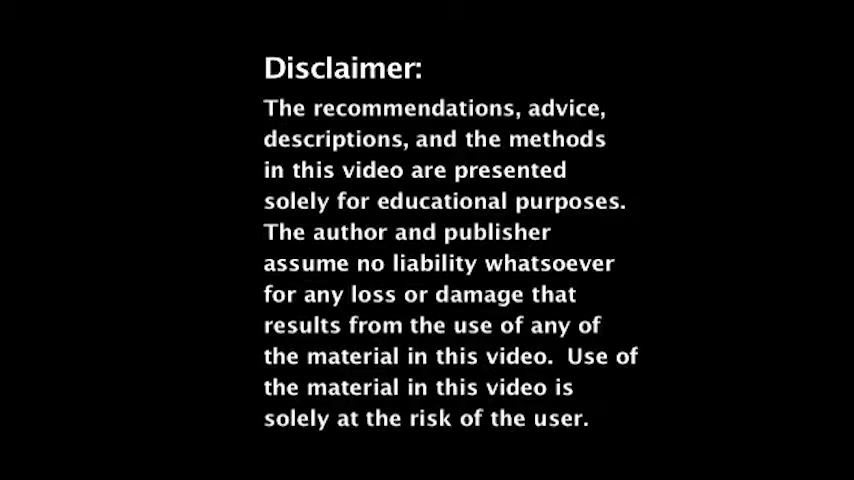 Disclaimer:
The recommendations, advice,
descriptions, and the methods
in this video are presented
solely for educational purposes.
The author and publisher
assume no liability whatsoever
for any loss or damage that
results from the use of any of
the material in this video.  Use of
the material in this video is
solely at the risk of the user.